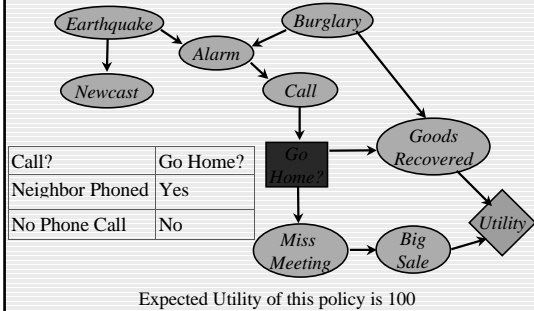 Earthquake
Burglary
Alarm
Newcast
Call
Goods
Recovered
Go
Home?
Call? Go Home?
Neighbor Phoned Yes
No Phone Call No
Utility
Miss
Meeting
Big
Sale
Expected Utility of this policy is 100